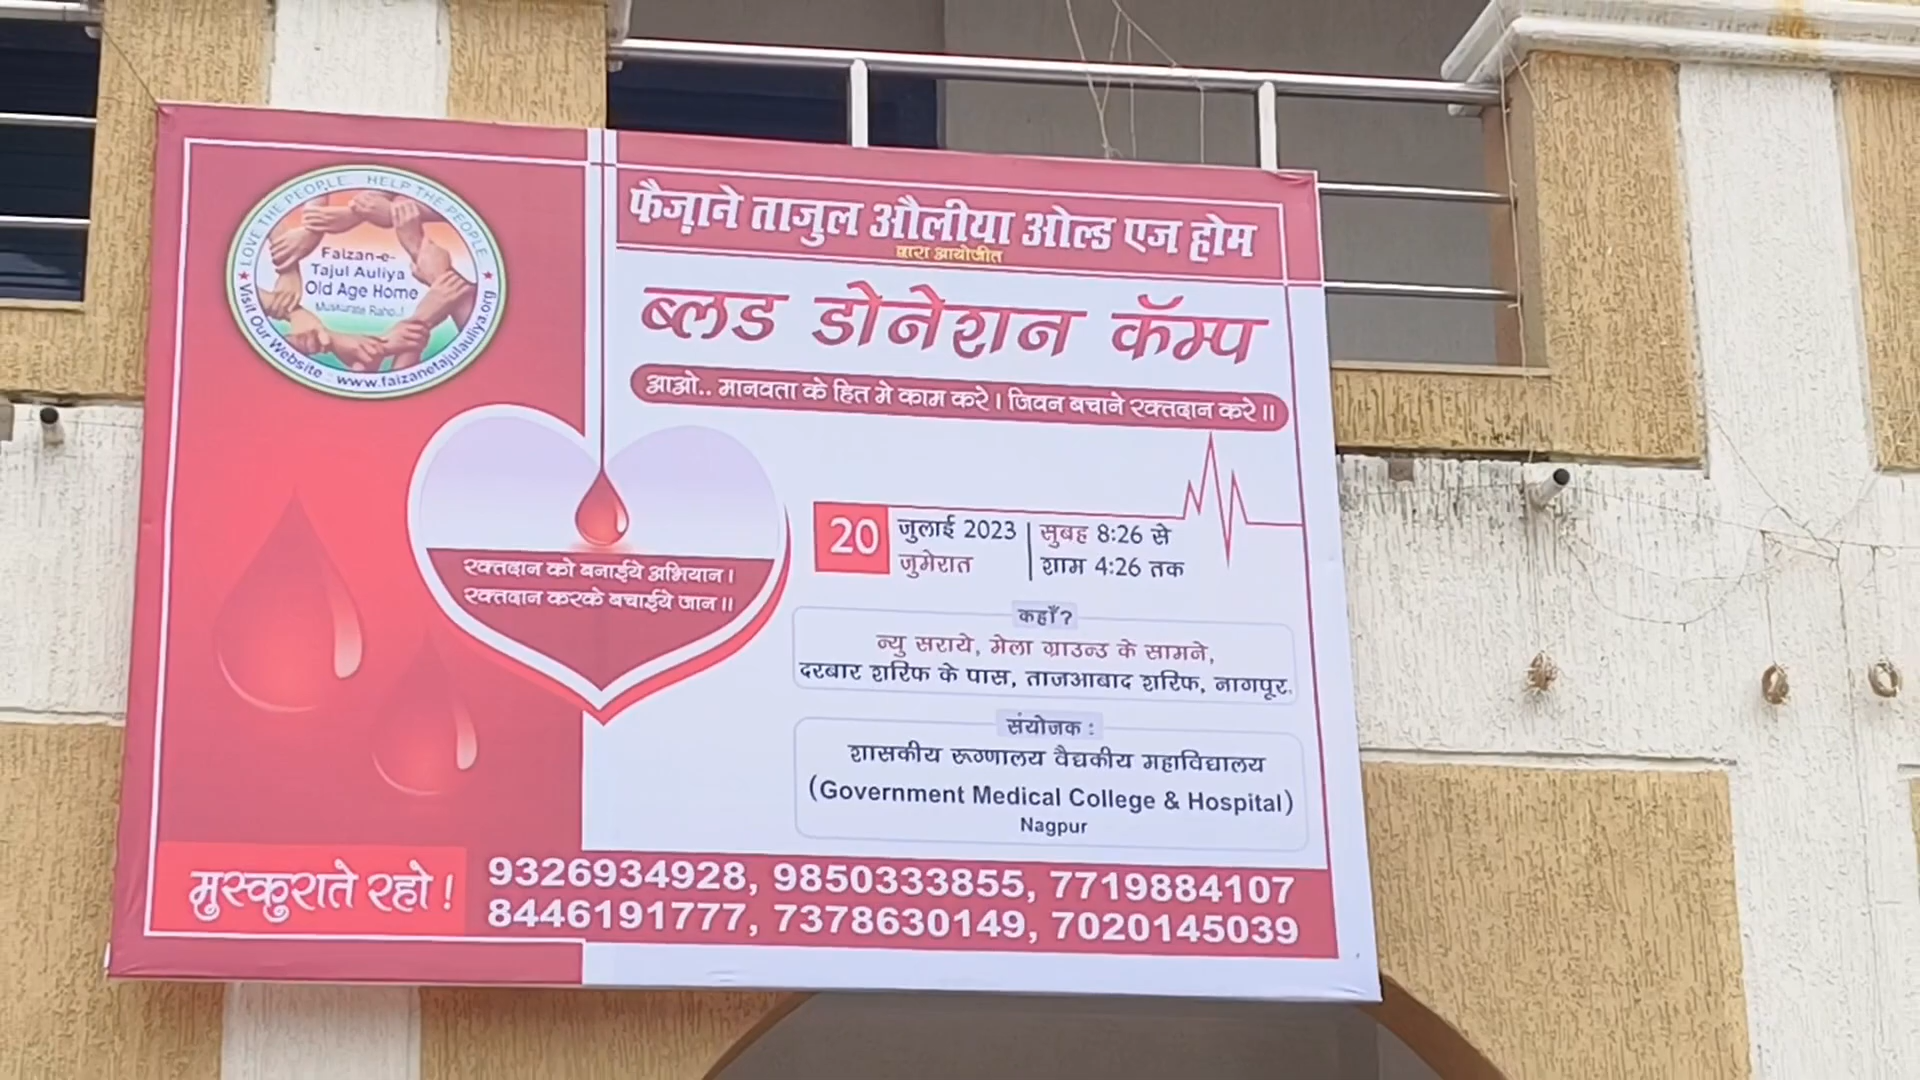 LOVE THE PEOPLE.. HELP THE PEOPLE
Faizan-e-
Tajul Auliya
Old Age Home
Muskurate Raho..!
Visit Our Website : www.faizanetajulauliya.org
फैज़ाने ताजुल औलीया ओल्ड एज होम
द्वारा आयोजीत
ब्लड डोनेशन कॅम्प
आओ.. मानवता के हित मे काम करे। जिवन बचाने रक्तदान करे॥
रक्तदान को बनाईये अभियान।
रक्तदान करके बचाईये जान॥
20 जुलाई 2023 सुबह 8:26 से
जुमेरात शाम 4:26 तक
कहाँ?
न्यु सराये, मेला ग्राउन्ड के सामने,
दरबार शरिफ के पास, ताजआबाद शरिफ, नागपूर.
संयोजक :
शासकीय रूग्णालय वैद्यकीय महाविद्यालय
(Government Medical College & Hospital)
Nagpur
मुस्कुराते रहो!
9326934928, 9850333855, 7719884107
8446191777, 7378630149, 7020145039